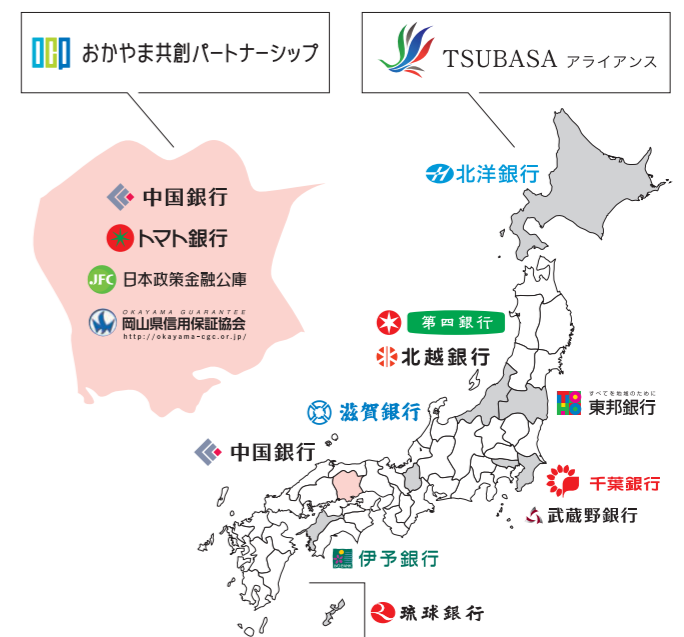 OCP おかやま共創パートナーシップ
TSUBASA アライアンス
中国銀行
トマト銀行
JFC 日本政策金融公庫
OKAYAMA GUARANTEE
岡山県信用保証協会
http://okayama-cgc.or.jp/
北洋銀行
第四銀行
北越銀行
滋賀銀行
すべてを地域のために
東邦銀行
中国銀行
千葉銀行
武蔵野銀行
伊予銀行
琉球銀行